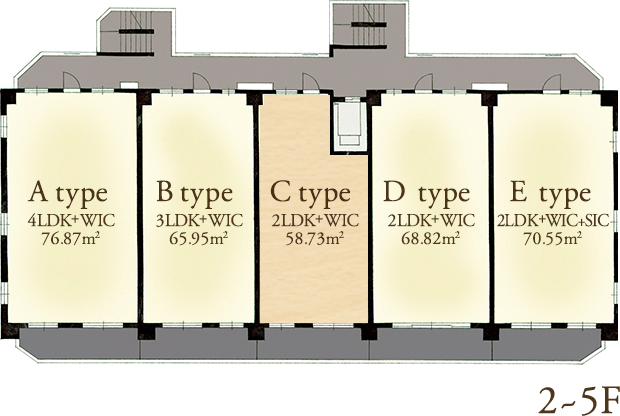 A type
4LDK+WIC
76.87m²
B type
3LDK+WIC
65.95m²
C type
2LDK+WIC
58.73m²
D type
2LDK+WIC
68.82m²
E type
2LDK+WIC+SIC
70.55m²
2~5F